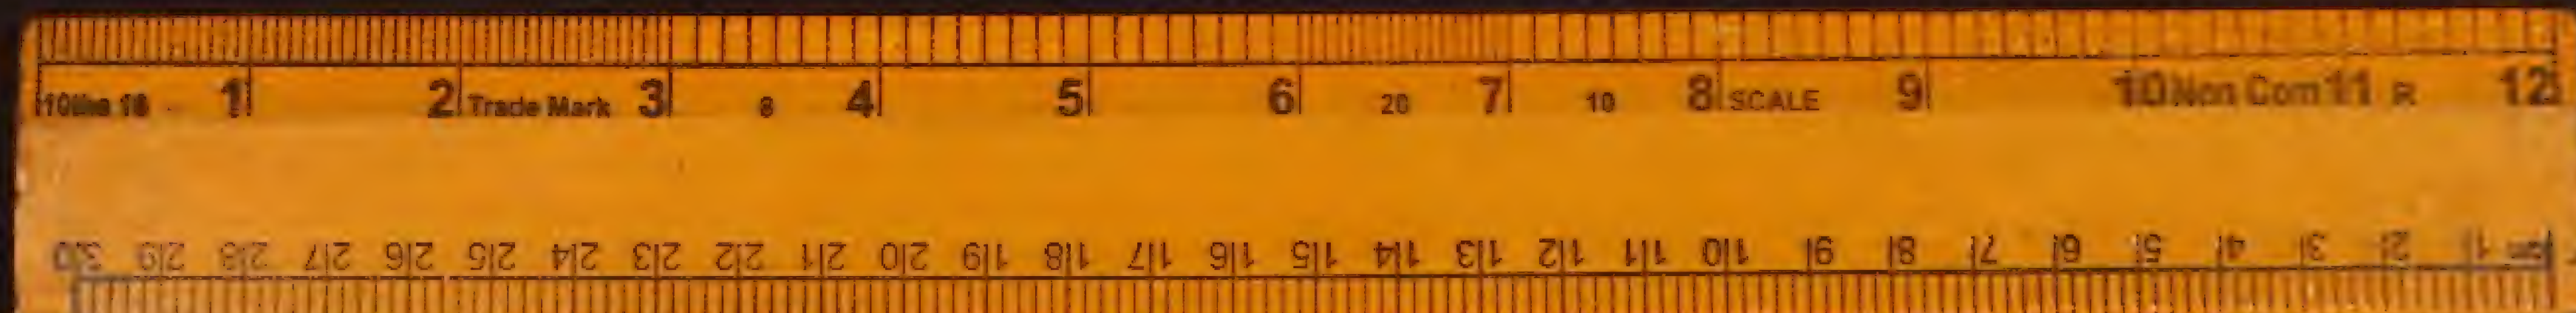 10ths 16 1 2 Trade Mark 3 8 4 5 6 20 7 10 8 SCALE 9 10 Non Com 11 R 12
30 29 28 27 26 25 24 23 22 21 20 19 18 17 16 15 14 13 12 11 10 9 8 7 6 5 4 3 2 1 cm